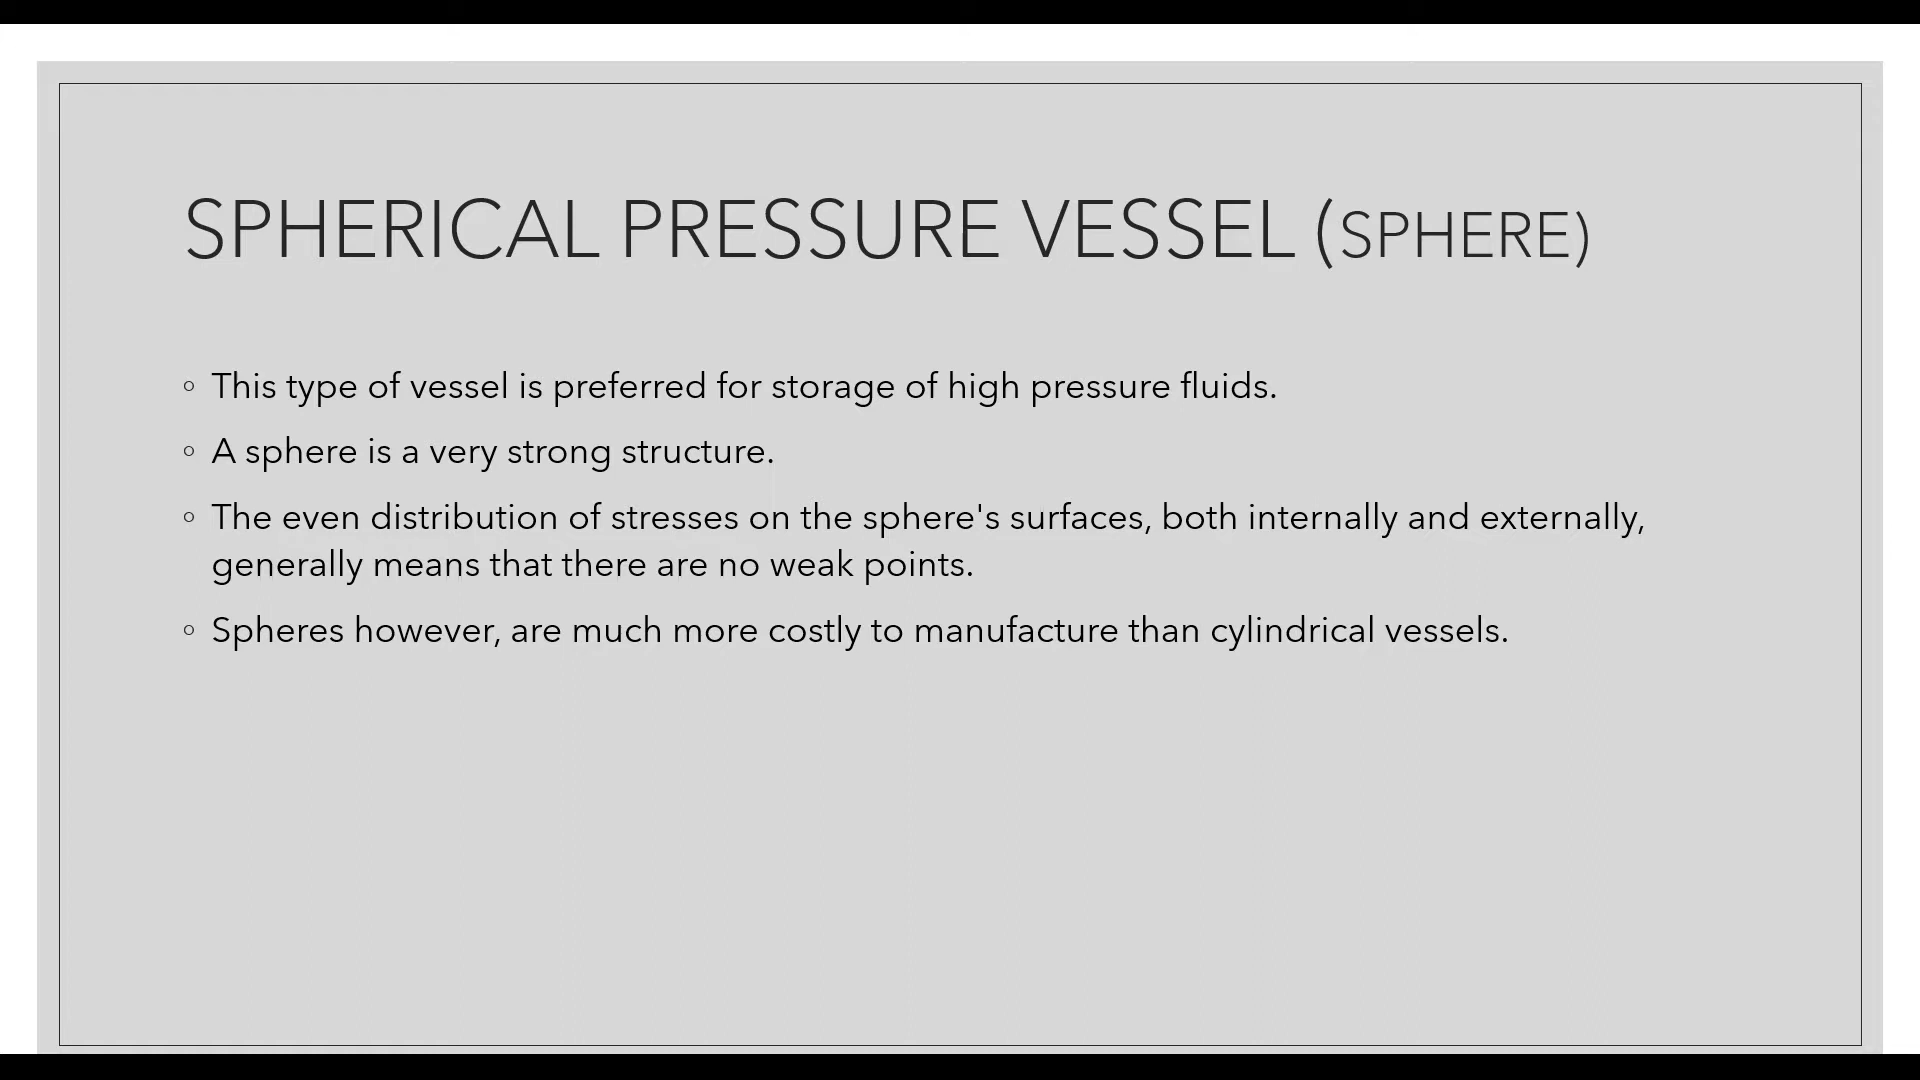 SPHERICAL PRESSURE VESSEL (SPHERE)
◦ This type of vessel is preferred for storage of high pressure fluids.
◦ A sphere is a very strong structure.
◦ The even distribution of stresses on the sphere's surfaces, both internally and externally,
generally means that there are no weak points.
◦ Spheres however, are much more costly to manufacture than cylindrical vessels.